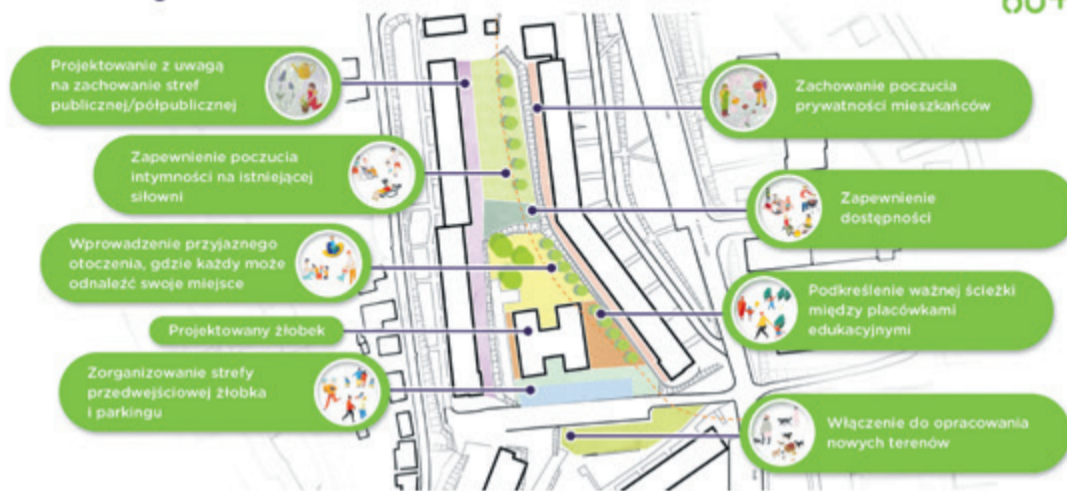 Projektowanie z uwagą
na zachowanie stref
publicznej/półpublicznej
Zapewnienie poczucia
intymności na istniejącej
siłowni
Wprowadzenie przyjaznego
otoczenia, gdzie każdy może
odnaleźć swoje miejsce
Projektowany żłobek
Zorganizowanie strefy
przedwejściowej żłobka
i parkingu
Zachowanie poczucia
prywatności mieszkańców
Zapewnienie
dostępności
Podkreślenie ważnej ścieżki
między placówkami
edukacyjnymi
Włączenie do opracowania
nowych terenów